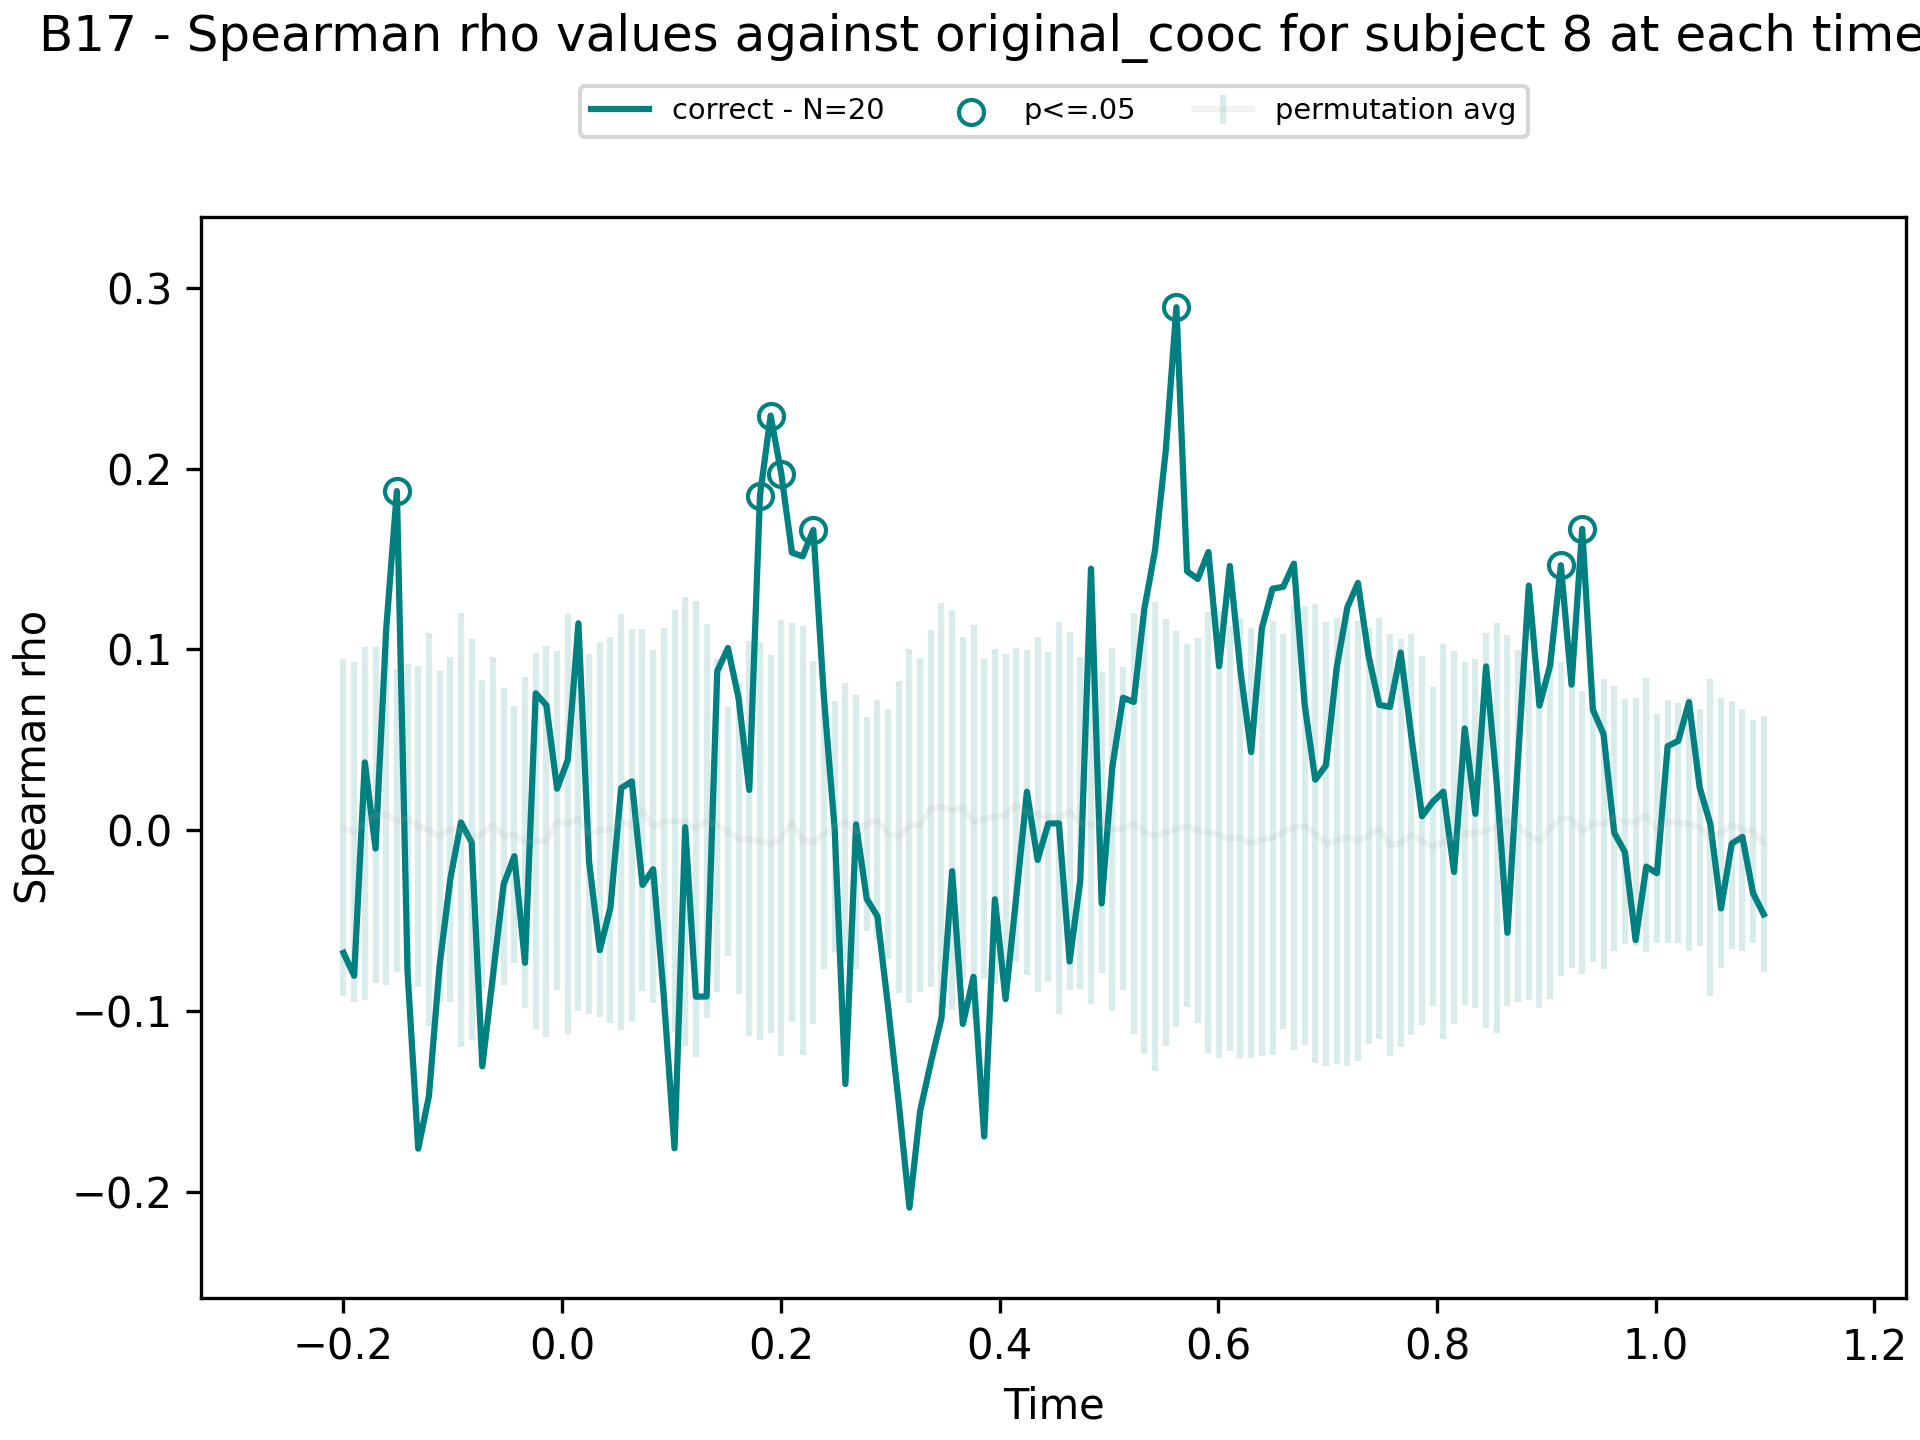 B17 - Spearman rho values against original_cooc for subject 8 at each time
correct - N=20 p<=.05 permutation avg
Spearman rho
0.3
0.2
0.1
0.0
−0.1
−0.2
−0.2 0.0 0.2 0.4 0.6 0.8 1.0 1.2
Time